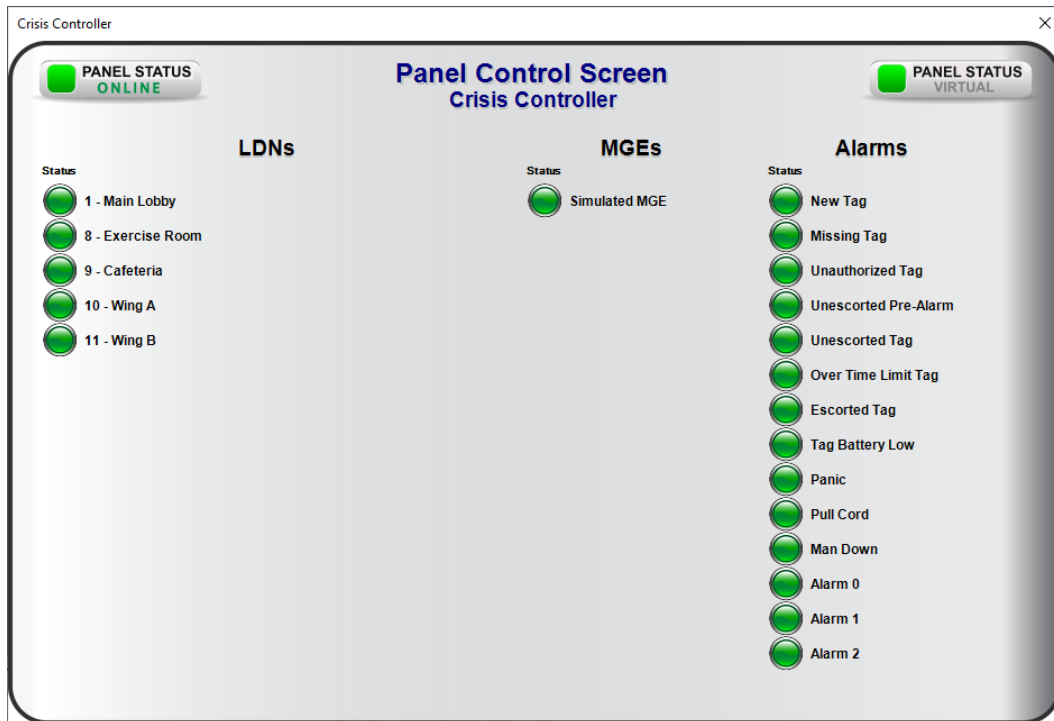 Crisis Controller
PANEL STATUS
ONLINE
Panel Control Screen
Crisis Controller
PANEL STATUS
VIRTUAL
LDNs
Status
1 - Main Lobby
8 - Exercise Room
9 - Cafeteria
10 - Wing A
11 - Wing B
MGEs
Status
Simulated MGE
Alarms
Status
New Tag
Missing Tag
Unauthorized Tag
Unescorted Pre-Alarm
Unescorted Tag
Over Time Limit Tag
Escorted Tag
Tag Battery Low
Panic
Pull Cord
Man Down
Alarm 0
Alarm 1
Alarm 2